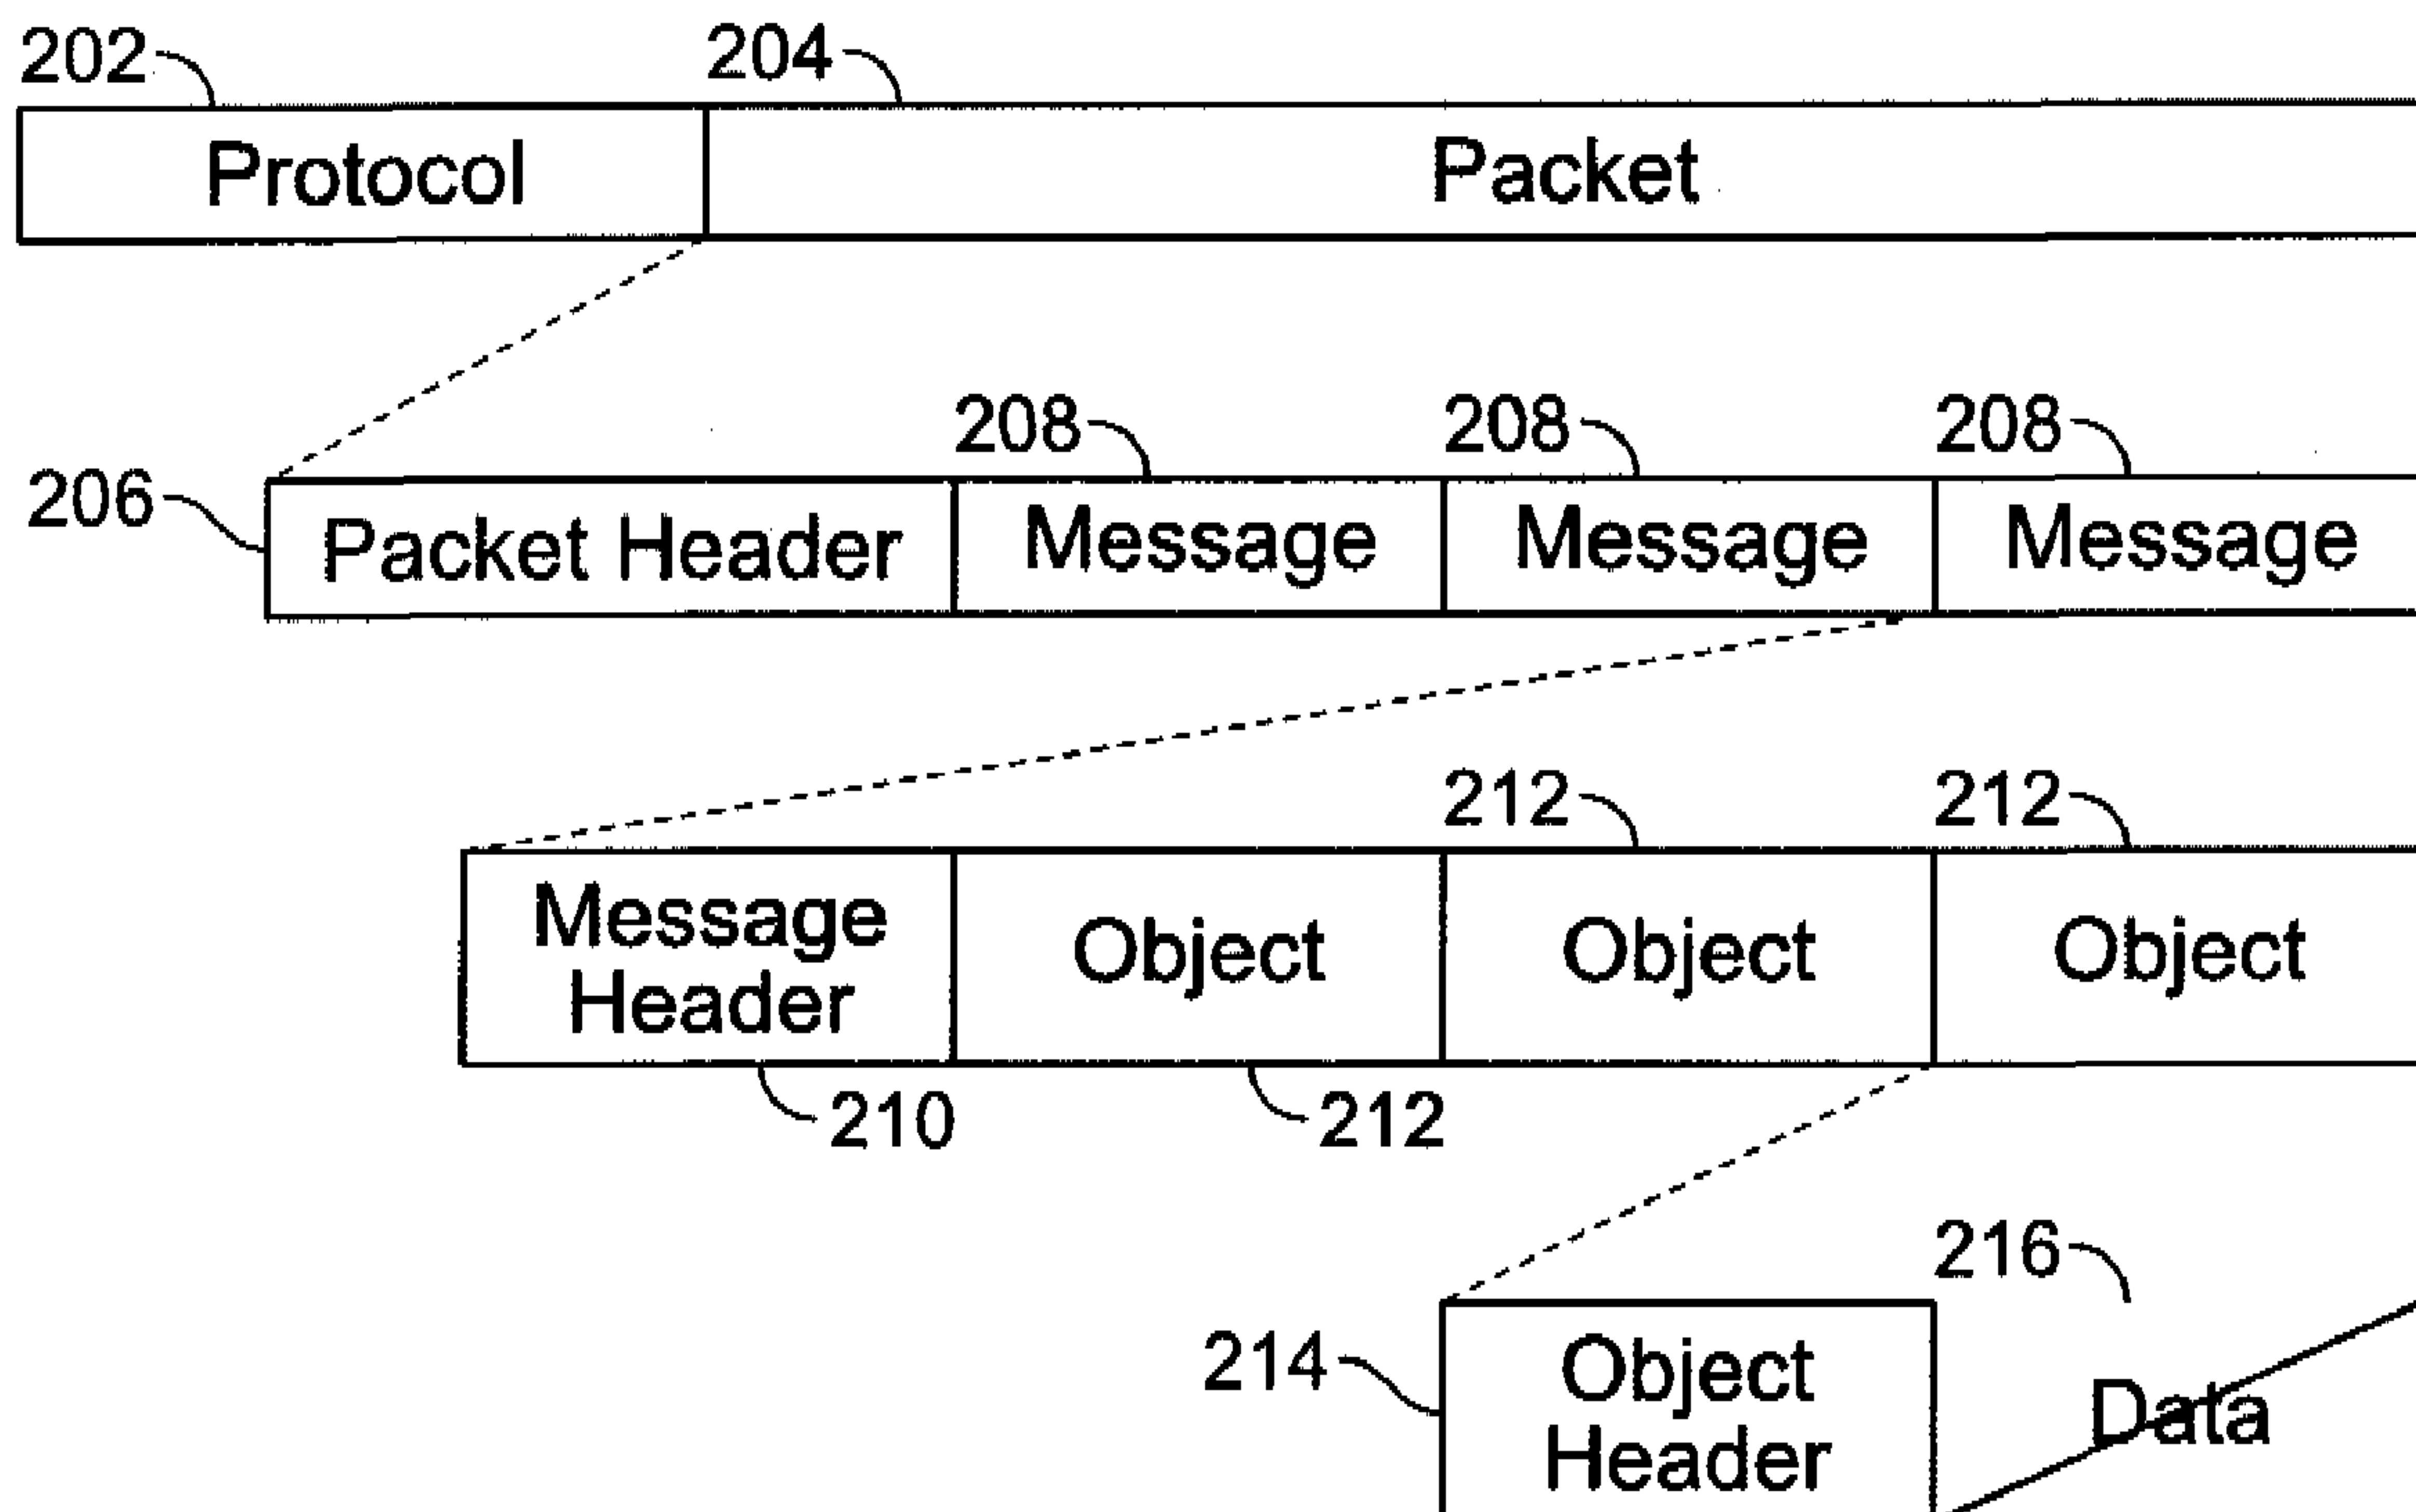 202 204
Protocol Packet
208 208 208
206 Packet Header Message Message Message
212 212
Message
Header Object Object Object
210 212
216
214 Object
Header Data